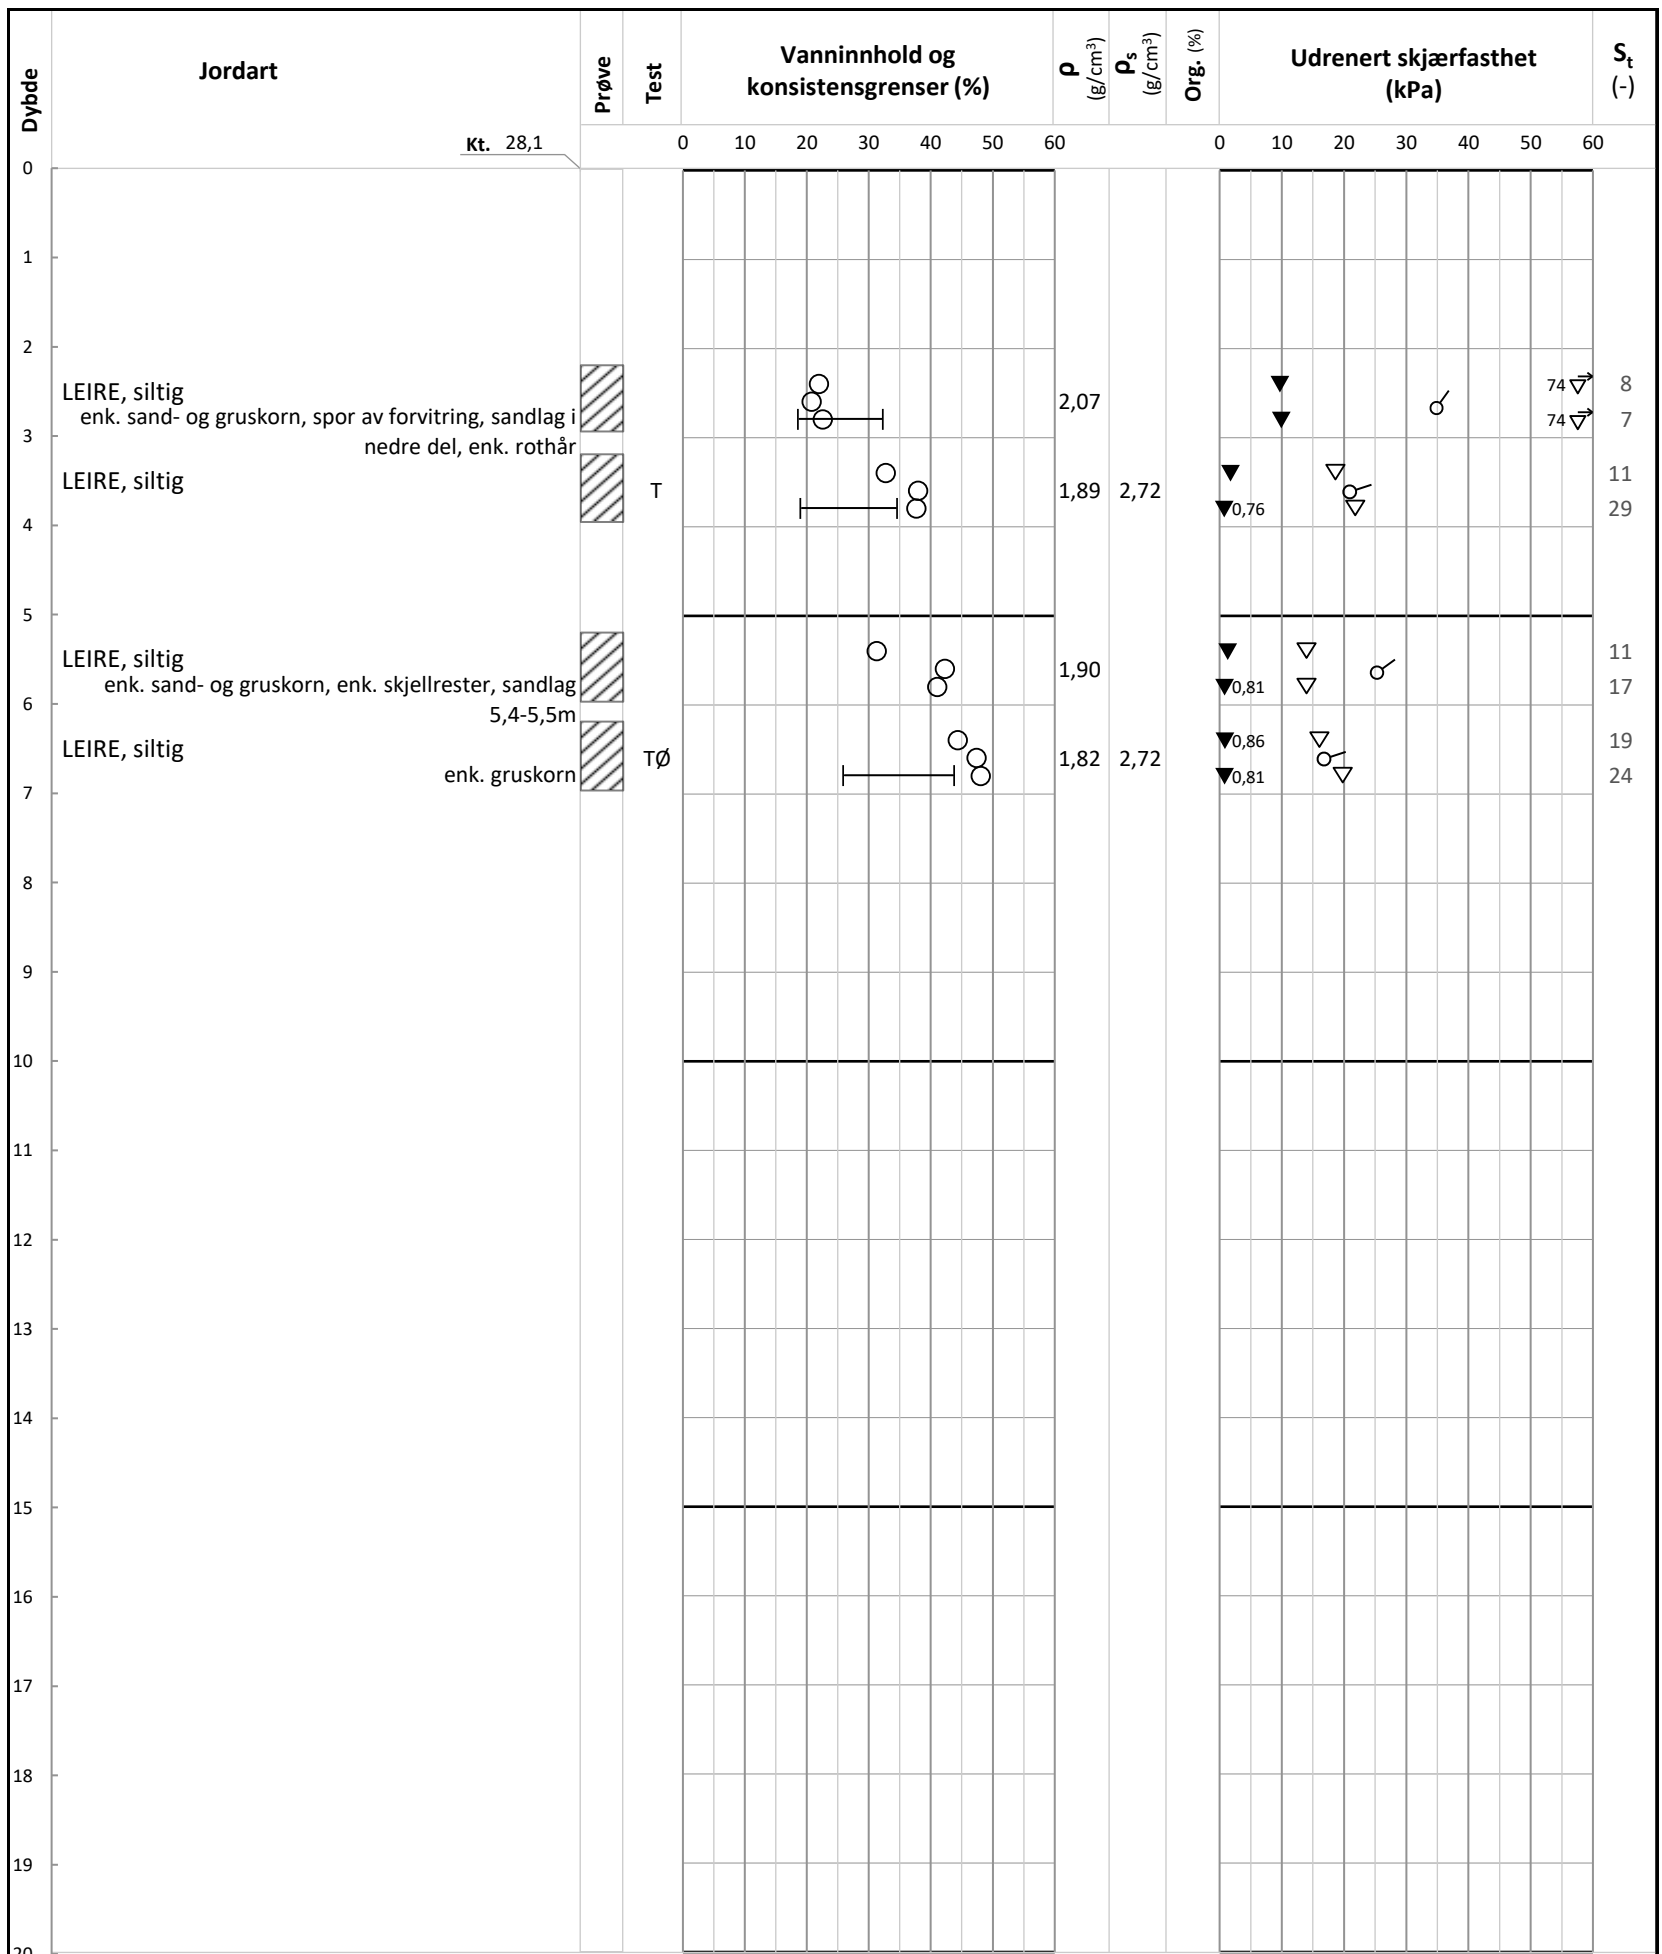 Dybde
Jordart
Prøve
Test
Vanninnhold og
konsistensgrenser (%)
ρ
(g/cm³)
ρs
(g/cm³)
Org. (%)
Udrenert skjærfasthet
(kPa)
St
(-)
Kt. 28,1
0 10 20 30 40 50 60
0 10 20 30 40 50 60
0
1
2
LEIRE, siltig
74 8
enk. sand- og gruskorn, spor av forvitring, sandlag i
2,07
74 7
3
nedre del, enk. rothår
LEIRE, siltig
T
1,89 2,72
11
0,76 29
4
5
LEIRE, siltig
1,90
11
enk. sand- og gruskorn, enk. skjellrester, sandlag
0,81 17
6
5,4-5,5m
LEIRE, siltig
TØ
1,82 2,72
0,86 19
enk. gruskorn
0,81 24
7
8
9
10
11
12
13
14
15
16
17
18
19
20